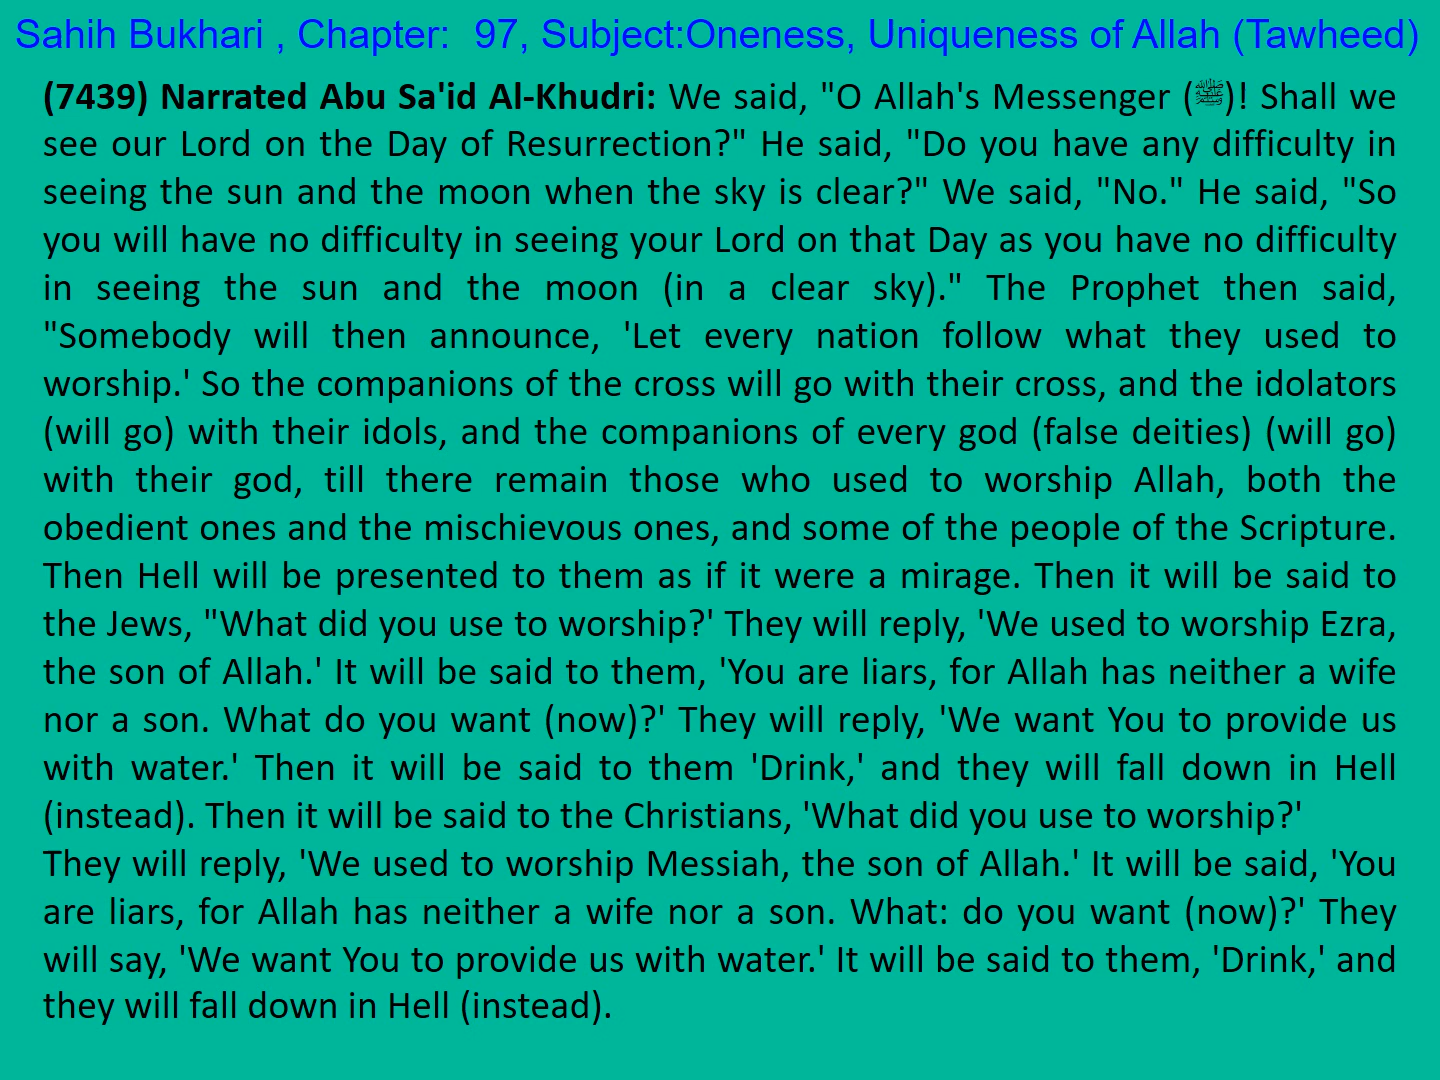 Sahih Bukhari , Chapter:  97, Subject:Oneness, Uniqueness of Allah (Tawheed)
(7439) Narrated Abu Sa'id Al-Khudri: We said, "O Allah's Messenger (ﷺ)! Shall we
see our Lord on the Day of Resurrection?" He said, "Do you have any difficulty in
seeing the sun and the moon when the sky is clear?" We said, "No." He said, "So
you will have no difficulty in seeing your Lord on that Day as you have no difficulty
in seeing the sun and the moon (in a clear sky)." The Prophet then said,
"Somebody will then announce, 'Let every nation follow what they used to
worship.' So the companions of the cross will go with their cross, and the idolators
(will go) with their idols, and the companions of every god (false deities) (will go)
with their god, till there remain those who used to worship Allah, both the
obedient ones and the mischievous ones, and some of the people of the Scripture.
Then Hell will be presented to them as if it were a mirage. Then it will be said to
the Jews, "What did you use to worship?' They will reply, 'We used to worship Ezra,
the son of Allah.' It will be said to them, 'You are liars, for Allah has neither a wife
nor a son. What do you want (now)?' They will reply, 'We want You to provide us
with water.' Then it will be said to them 'Drink,' and they will fall down in Hell
(instead). Then it will be said to the Christians, 'What did you use to worship?'
They will reply, 'We used to worship Messiah, the son of Allah.' It will be said, 'You
are liars, for Allah has neither a wife nor a son. What: do you want (now)?' They
will say, 'We want You to provide us with water.' It will be said to them, 'Drink,' and
they will fall down in Hell (instead).